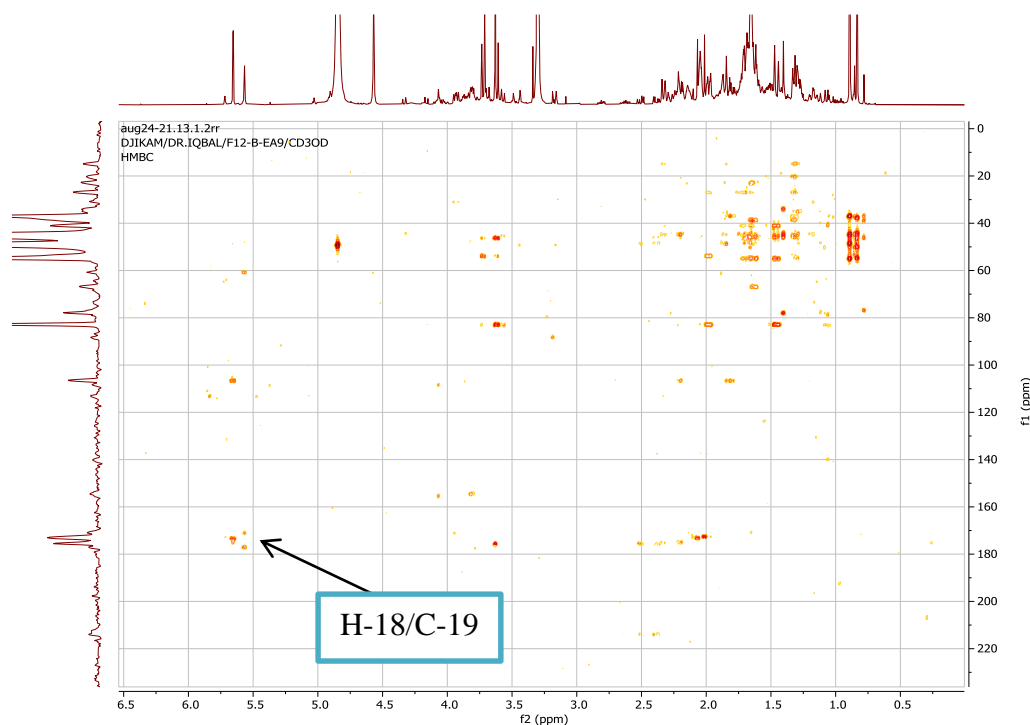 aug24-21.13.1.2rr
DJIKAM/DR.IQBAL/F12-B-EA9/CD3OD
HMBC
0
20
40
60
80
100
120
140
160
180
200
220
f1 (ppm)
H-18/C-19
6.5 6.0 5.5 5.0 4.5 4.0 3.5 3.0 2.5 2.0 1.5 1.0 0.5
f2 (ppm)